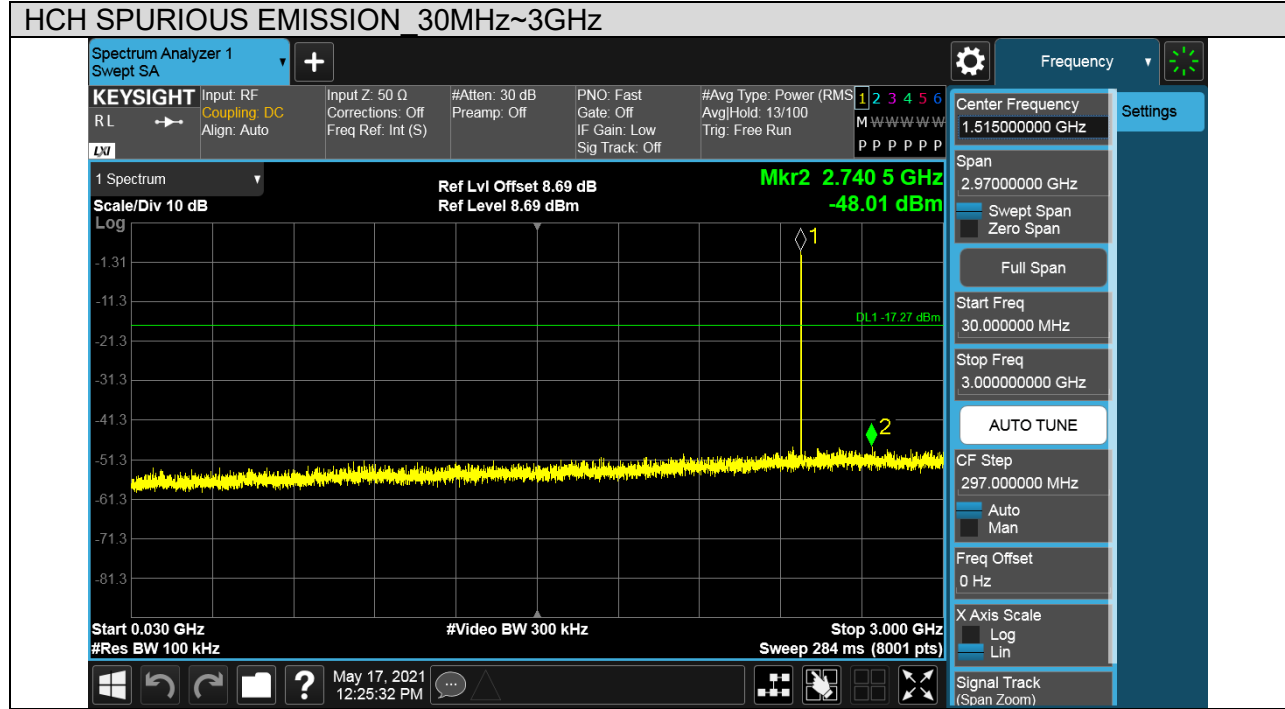 HCH SPURIOUS EMISSION_30MHz~3GHz
Spectrum Analyzer 1
Swept SA
+
Frequency
KEYSIGHT
RL
LXI
Input: RF
Coupling: DC
Align: Auto
Input Z: 50 Ω
Corrections: Off
Freq Ref: Int (S)
#Atten: 30 dB
Preamp: Off
PNO: Fast
Gate: Off
IF Gain: Low
Sig Track: Off
#Avg Type: Power (RMS
Avg|Hold: 13/100
Trig: Free Run
1 2 3 4 5 6
M W W W W W
P P P P P P
1 Spectrum
Scale/Div 10 dB
Ref Lvl Offset 8.69 dB
Ref Level 8.69 dBm
Mkr2 2.740 5 GHz
-48.01 dBm
Log
-1.31
-11.3
-21.3
-31.3
-41.3
-51.3
-61.3
-71.3
-81.3
1
DL1 -17.27 dBm
2
Start 0.030 GHz
#Res BW 100 kHz
#Video BW 300 kHz
Stop 3.000 GHz
Sweep 284 ms (8001 pts)
Center Frequency
1.515000000 GHz
Settings
Span
2.97000000 GHz
Swept Span
Zero Span
Full Span
Start Freq
30.000000 MHz
Stop Freq
3.000000000 GHz
AUTO TUNE
CF Step
297.000000 MHz
Auto
Man
Freq Offset
0 Hz
X Axis Scale
Log
Lin
Signal Track
(Span Zoom)
?
May 17, 2021
12:25:32 PM